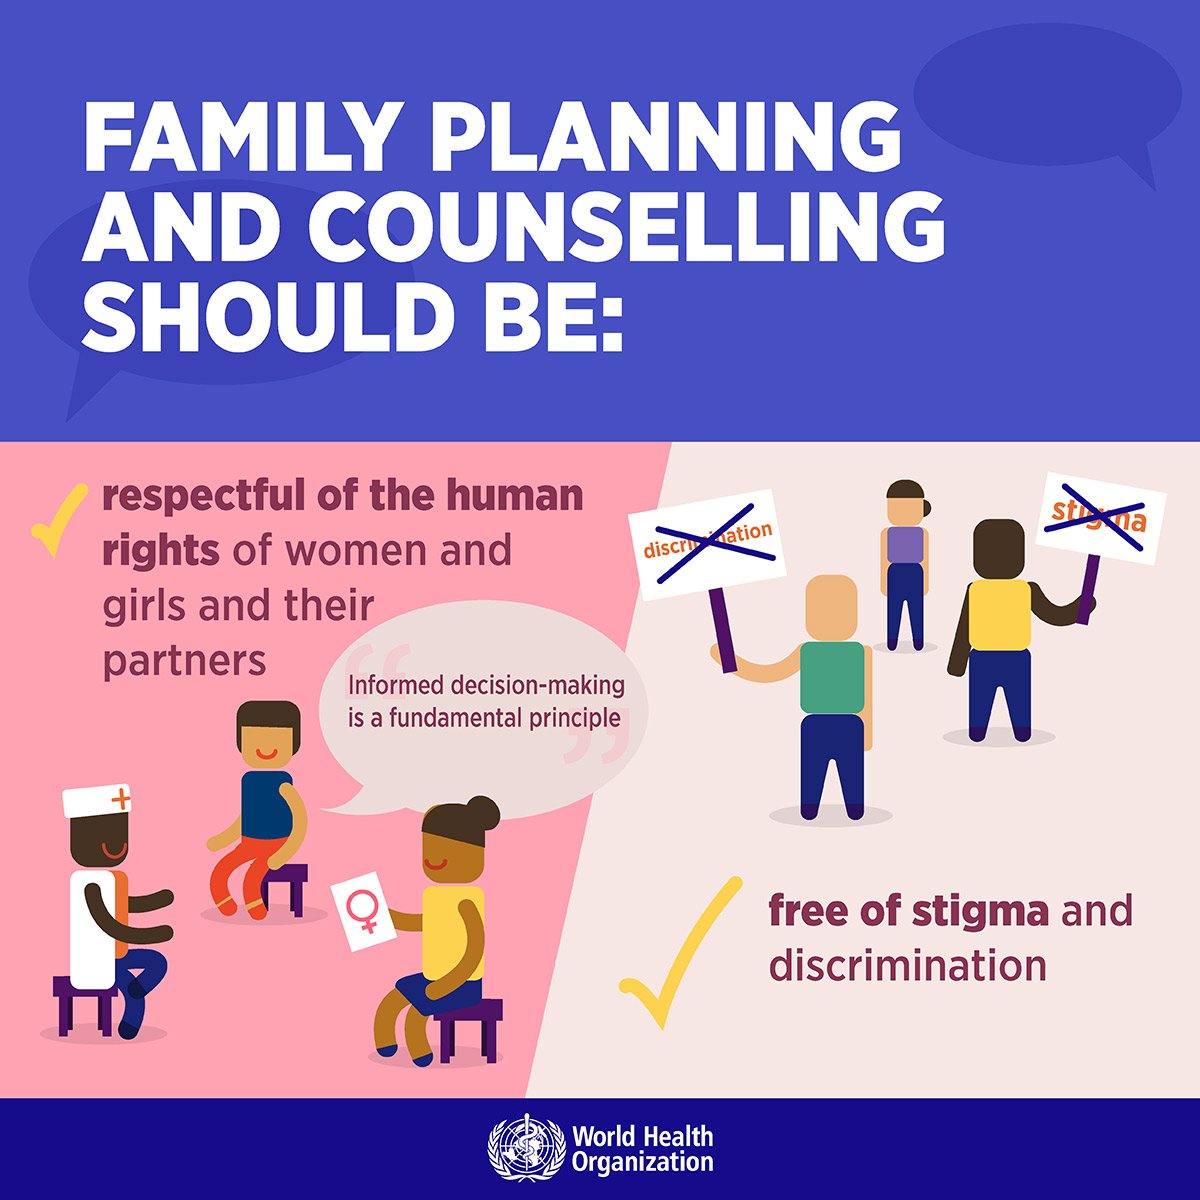 FAMILY PLANNING
AND COUNSELLING
SHOULD BE:
respectful of the human
rights of women and
girls and their
partners
“Informed decision-making
is a fundamental principle”
discrimination
stigma
free of stigma and
discrimination
World Health
Organization